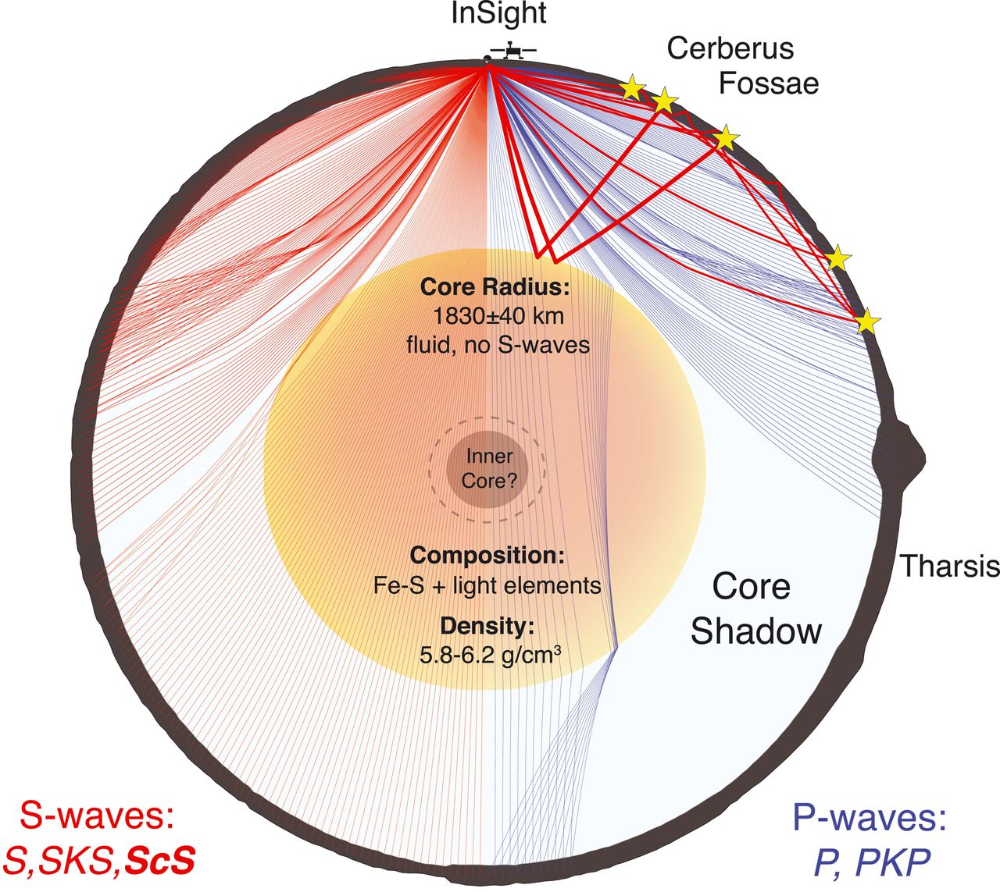 InSight
Cerberus
Fossae
Core Radius:
1830±40 km
fluid, no S-waves
Inner
Core?
Composition:
Fe-S + light elements
Density:
5.8-6.2 g/cm³
Core
Shadow
Tharsis
S-waves:
S,SKS,ScS
P-waves:
P, PKP